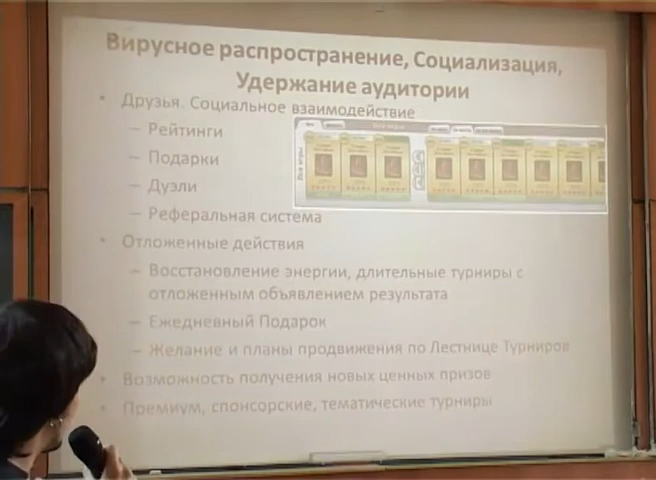 Вирусное распространение, Социализация,
Удержание аудитории
• Друзья. Социальное взаимодействие
– Рейтинги
– Подарки
– Дуэли
– Реферальная система
• Отложенные действия
– Восстановление энергии, длительные турниры с
отложенным объявлением результата
– Ежедневный Подарок
– Желание и планы продвижения по Лестнице Турниров
• Возможность получения новых ценных призов
• Премиум, спонсорские, тематические турниры